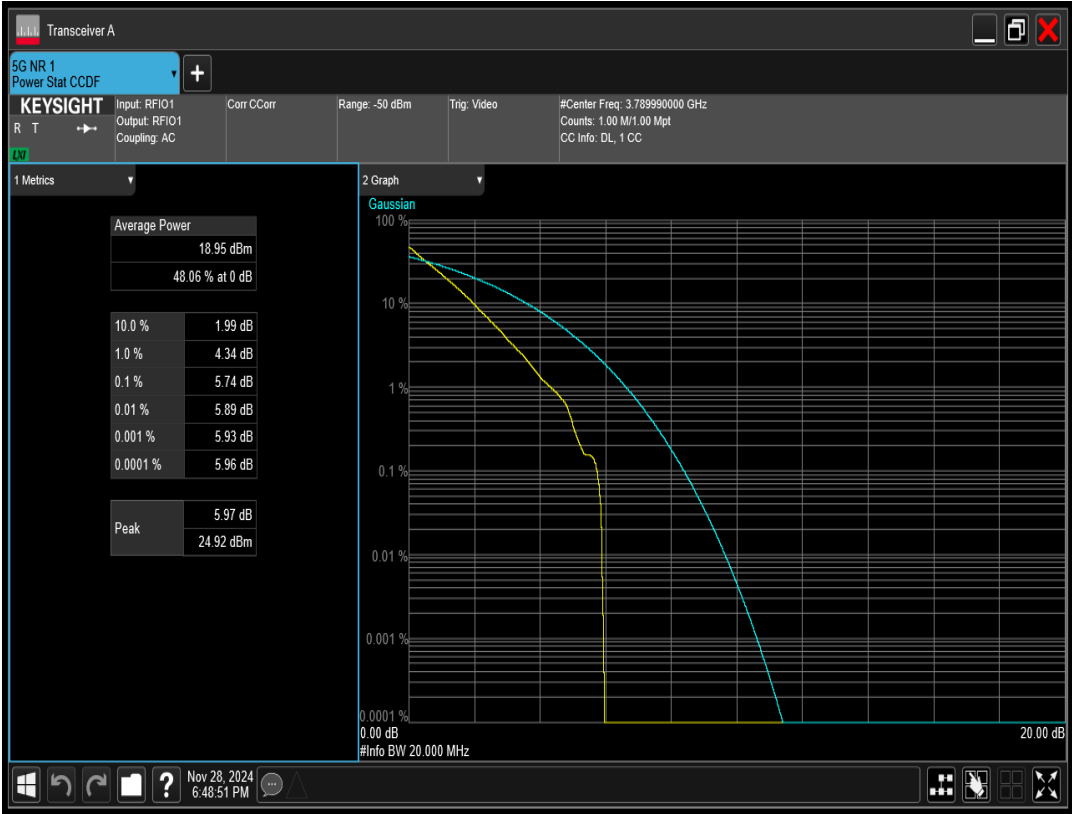 Transceiver A
5G NR 1
Power Stat CCDF
KEYSIGHT
R T
LXI
Input: RFIO1
Output: RFIO1
Coupling: AC
Corr CCorr
Range: -50 dBm
Trig: Video
#Center Freq: 3.789990000 GHz
Counts: 1.00 M/1.00 Mpt
CC Info: DL, 1 CC
1 Metrics
Average Power
18.95 dBm
48.06 % at 0 dB
10.0 % 1.99 dB
1.0 % 4.34 dB
0.1 % 5.74 dB
0.01 % 5.89 dB
0.001 % 5.93 dB
0.0001 % 5.96 dB
Peak 5.97 dB
24.92 dBm
2 Graph
Gaussian
100 %
10 %
1 %
0.1 %
0.01 %
0.001 %
0.0001 %
0.00 dB 20.00 dB
#Info BW 20.000 MHz
?
Nov 28, 2024
6:48:51 PM